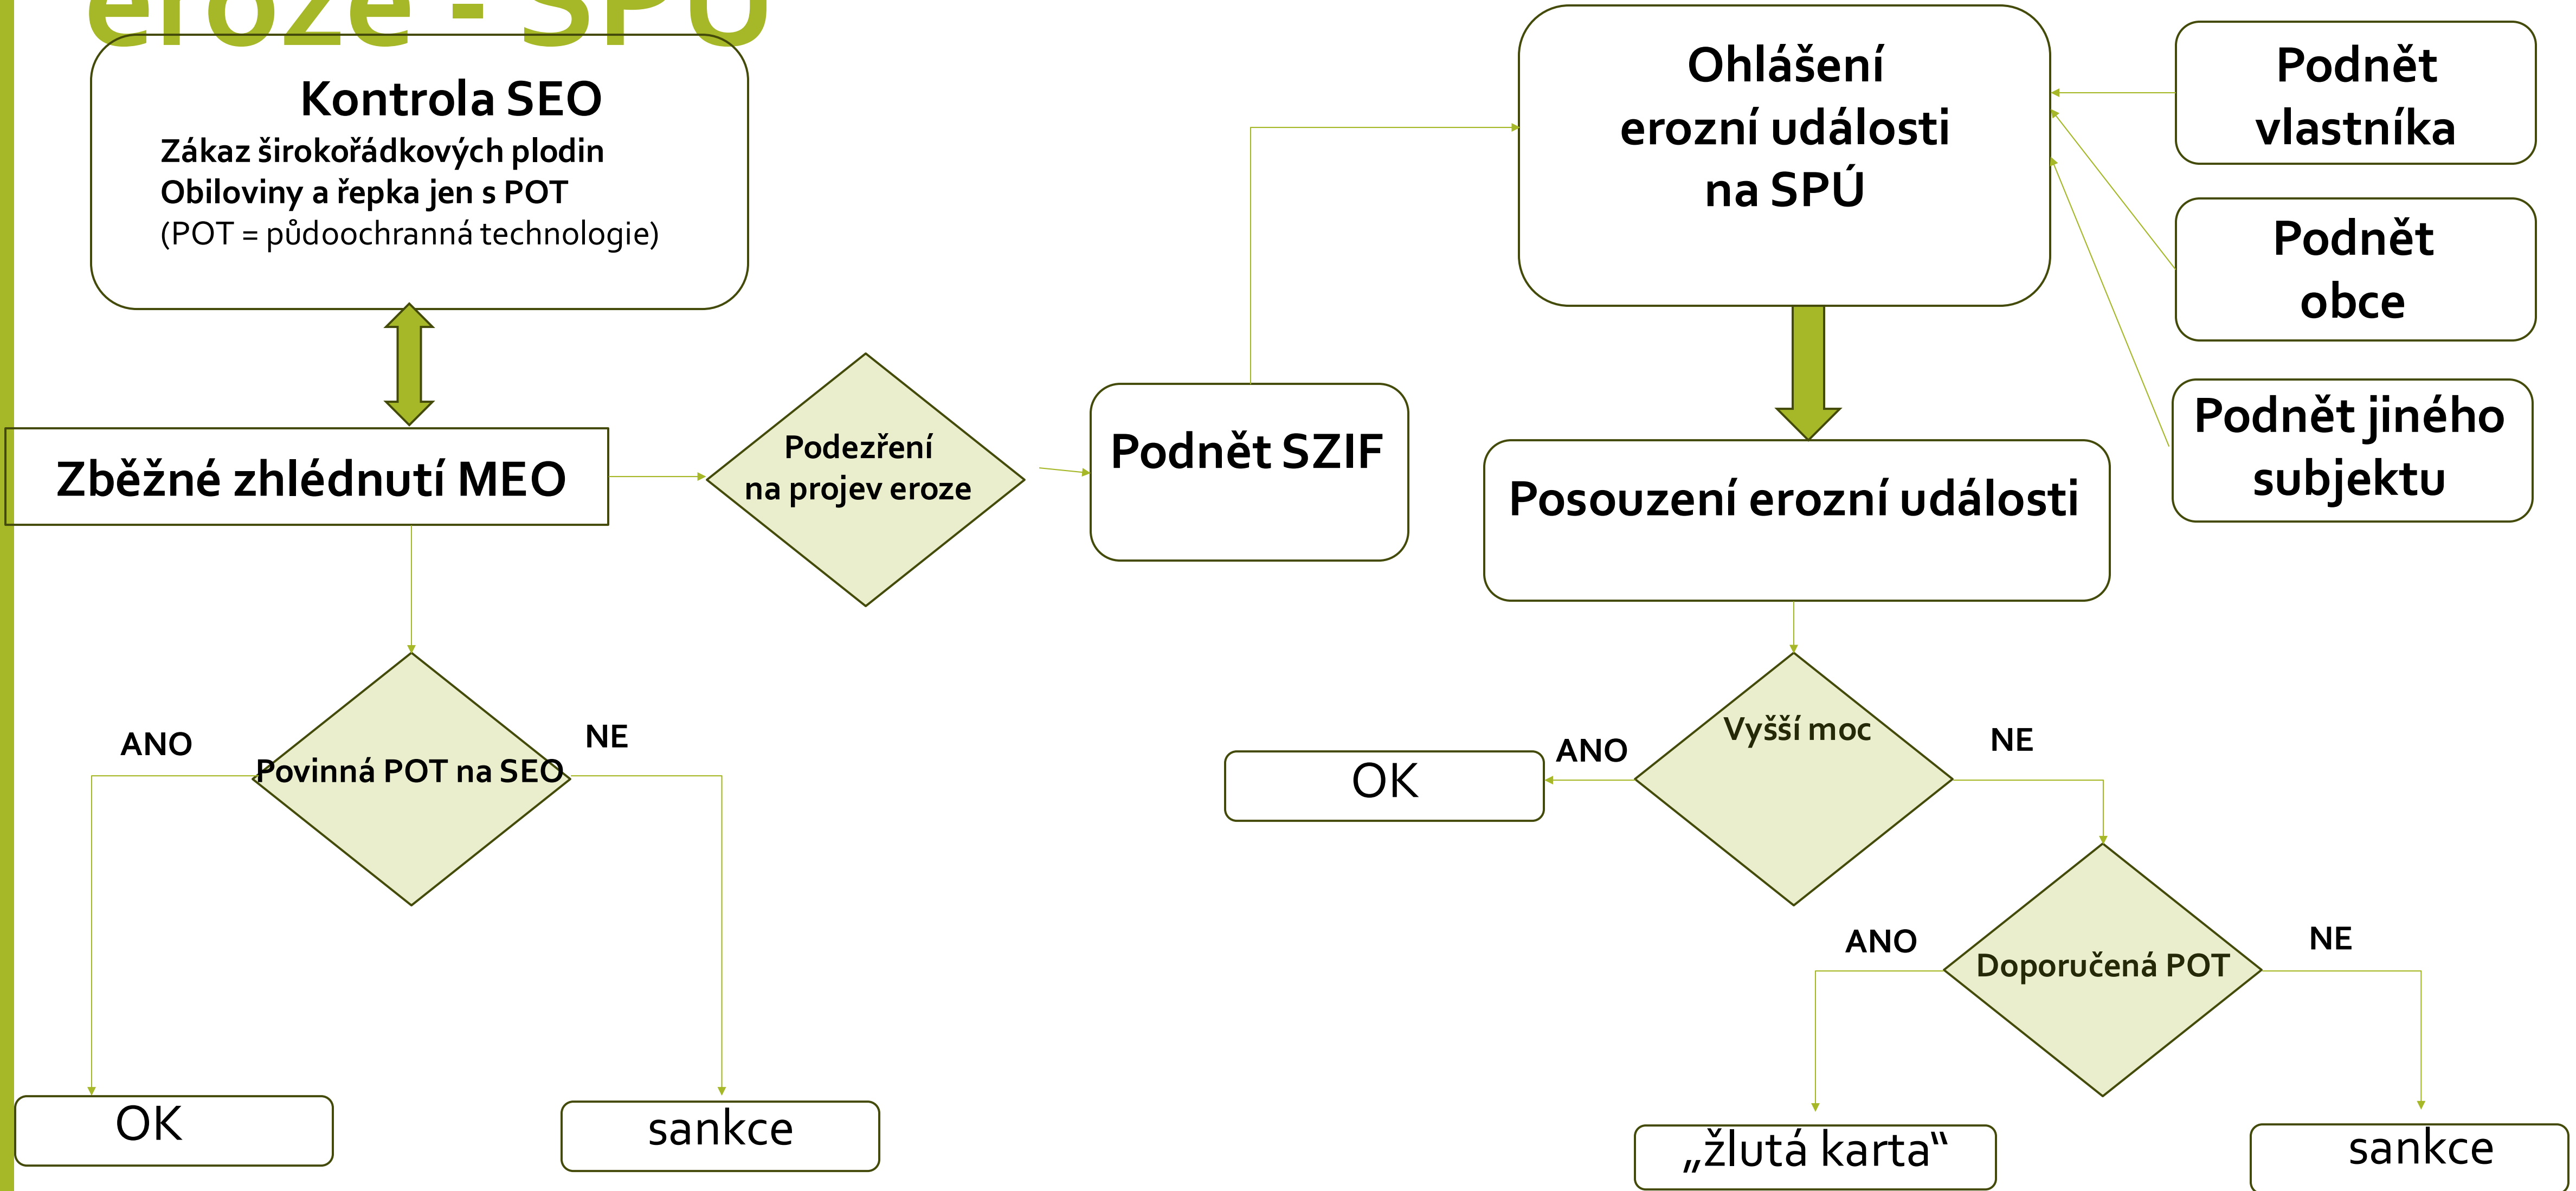 eroze - SPÚ
Kontrola SEO
Zákaz širokořádkových plodin
Obiloviny a řepka jen s POT
(POT = půdoochranná technologie)
Zběžné zhlédnutí MEO
Podezření
na projev eroze
Podnět SZIF
Ohlášení
erozní události
na SPÚ
Podnět
vlastníka
Podnět
obce
Podnět jiného
subjektu
Posouzení erozní události
ANO
Povinná POT na SEO
NE
OK
sankce
OK
ANO
Vyšší moc
NE
ANO
Doporučená POT
NE
„žlutá karta“
sankce